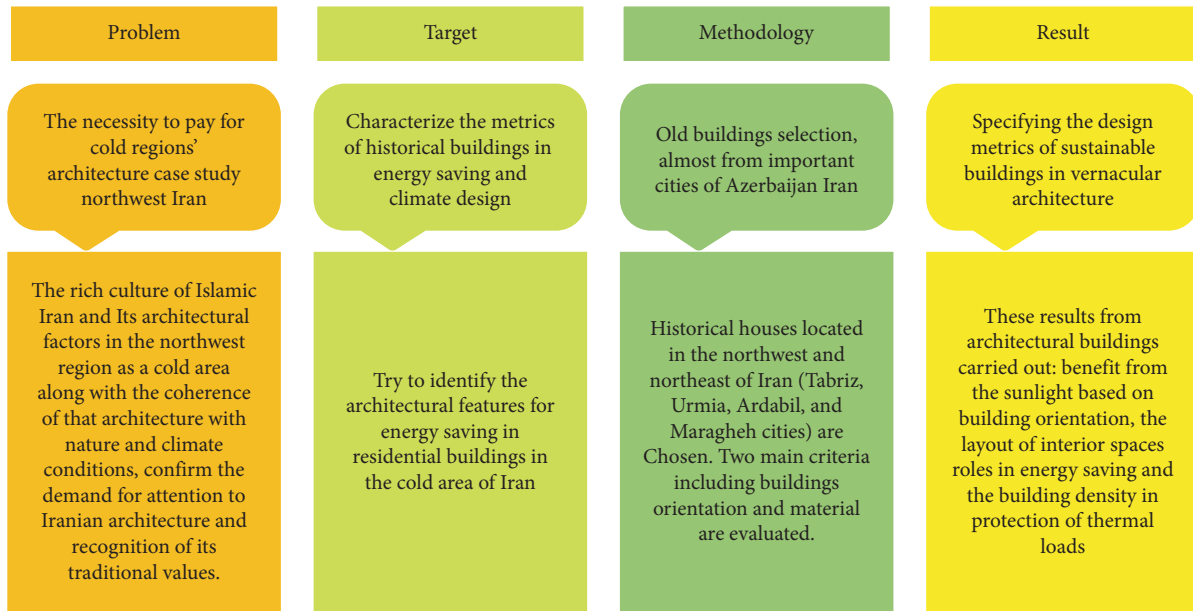 Problem
The necessity to pay for
cold regions'
architecture case study
northwest Iran
The rich culture of Islamic
Iran and Its architectural
factors in the northwest
region as a cold area
along with the coherence
of that architecture with
nature and climate
conditions, confirm the
demand for attention to
Iranian architecture and
recognition of its
traditional values.
Target
Characterize the metrics
of historical buildings in
energy saving and
climate design
Try to identify the
architectural features for
energy saving in
residential buildings in
the cold area of Iran
Methodology
Old buildings selection,
almost from important
cities of Azerbaijan Iran
Historical houses located
in the northwest and
northeast of Iran (Tabriz,
Urmia, Ardabil, and
Maragheh cities) are
Chosen. Two main criteria
including buildings
orientation and material
are evaluated.
Result
Specifying the design
metrics of sustainable
buildings in vernacular
architecture
These results from
architectural buildings
carried out: benefit from
the sunlight based on
building orientation, the
layout of interior spaces
roles in energy saving and
the building density in
protection of thermal
loads